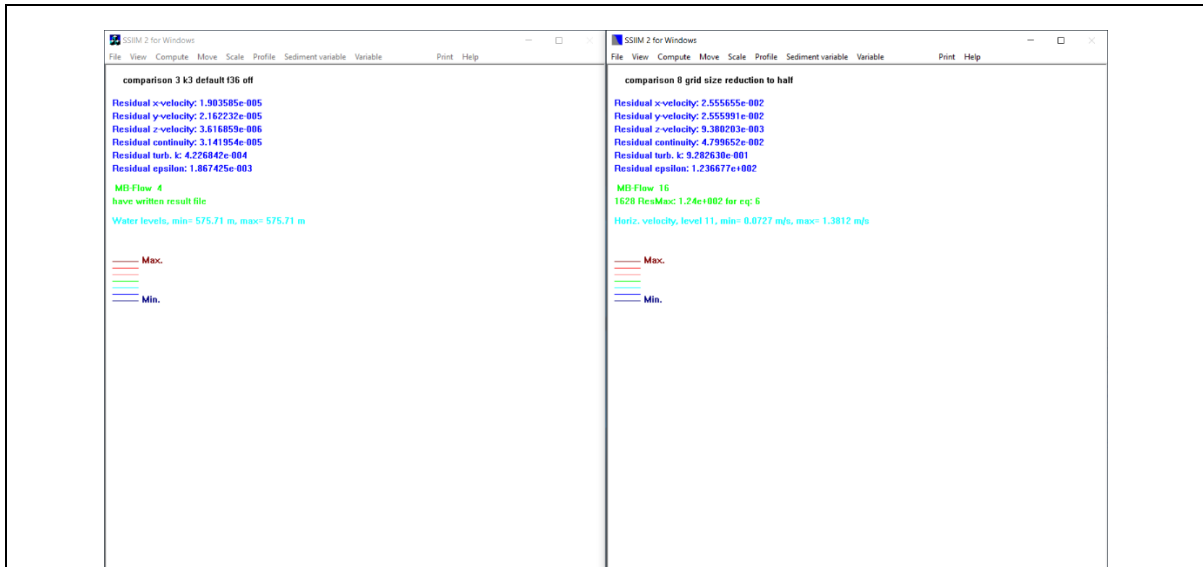 SSIIM 2 for Windows
File View Compute Move Scale Profile Sediment variable Variable Print Help
comparison 3 k3 default f36 off
Residual x-velocity: 1.903585e-005
Residual y-velocity: 2.162232e-005
Residual z-velocity: 3.616859e-006
Residual continuity: 3.141954e-005
Residual turb. k: 4.226842e-004
Residual epsilon: 1.867425e-003
MB-Flow 4
have written result file
Water levels, min= 575.71 m, max= 575.71 m
Max.
Min.
SSIIM 2 for Windows
File View Compute Move Scale Profile Sediment variable Variable Print Help
comparison 8 grid size reduction to half
Residual x-velocity: 2.555655e-002
Residual y-velocity: 2.555991e-002
Residual z-velocity: 9.380203e-003
Residual continuity: 4.799652e-002
Residual turb. k: 9.282630e-001
Residual epsilon: 1.236677e+002
MB-Flow 16
1628 ResMax: 1.24e+002 for eq: 6
Horiz. velocity, level 11, min= 0.0727 m/s, max= 1.3812 m/s
Max.
Min.